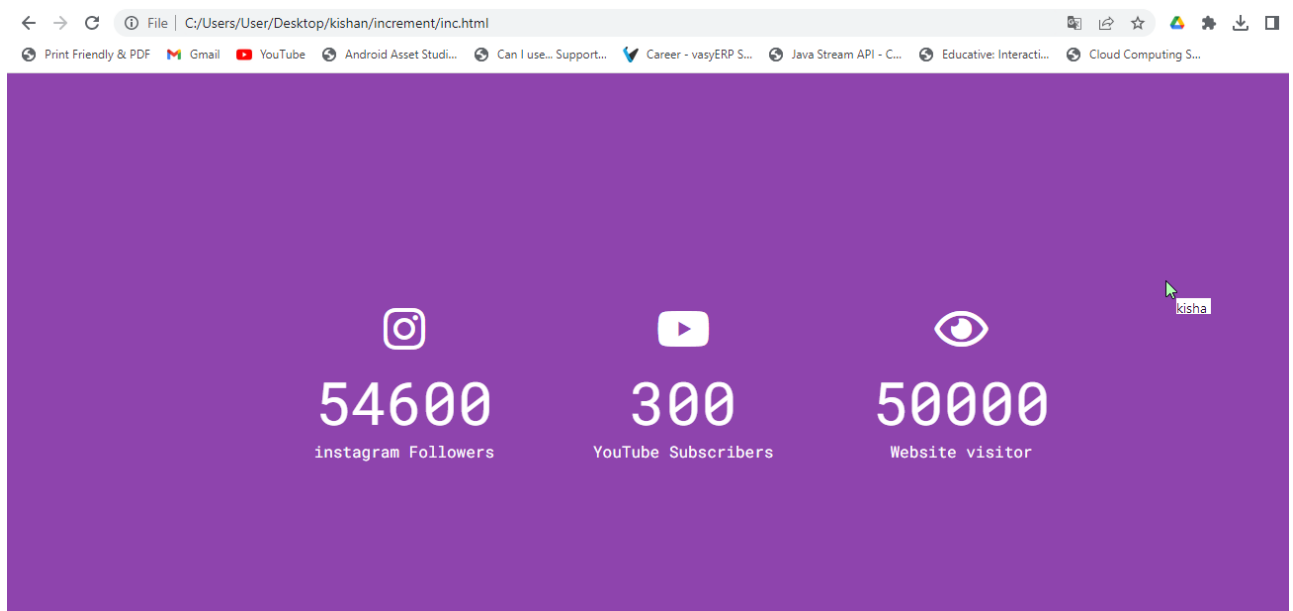 File C:/Users/User/Desktop/kishan/increment/inc.html
Print Friendly & PDF Gmail YouTube Android Asset Studi... Can I use... Support... Career - vasyERP S... Java Stream API - C... Educative: Interacti... Cloud Computing S...
kisha
54600 300 50000
instagram Followers YouTube Subscribers Website visitor